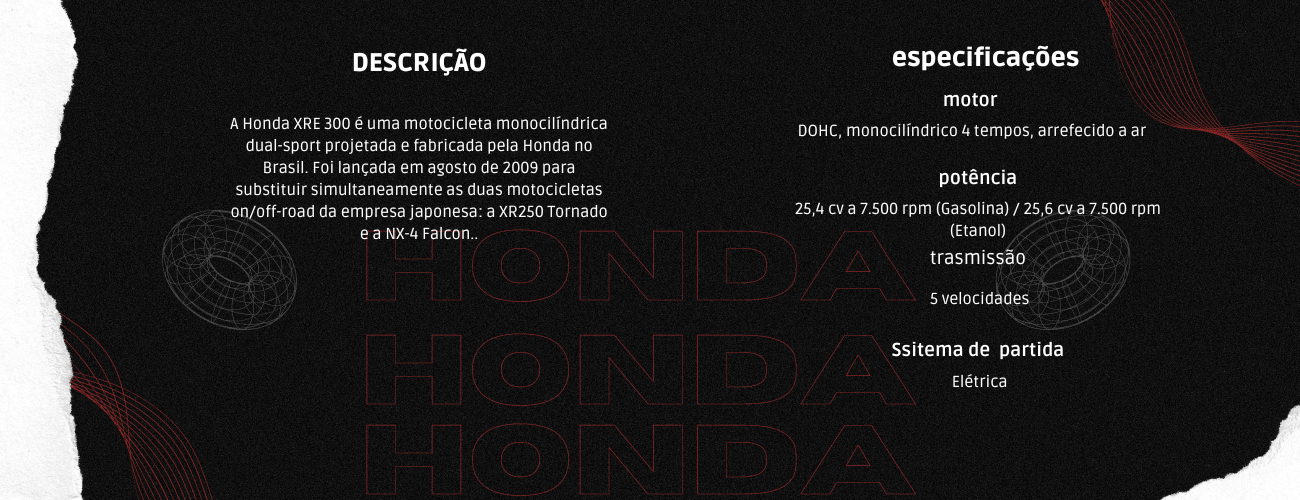 DESCRIÇÃO
A Honda XRE 300 é uma motocicleta monocilíndrica
dual-sport projetada e fabricada pela Honda no
Brasil. Foi lançada em agosto de 2009 para
substituir simultaneamente as duas motocicletas
on/off-road da empresa japonesa: a XR250 Tornado
e a NX-4 Falcon..
especificações
motor
DOHC, monocilíndrico 4 tempos, arrefecido a ar
potência
25,4 cv a 7.500 rpm (Gasolina) / 25,6 cv a 7.500 rpm
(Etanol)
trasmissão
5 velocidades
Ssitema de partida
Elétrica
HONDA
HONDA
HONDA